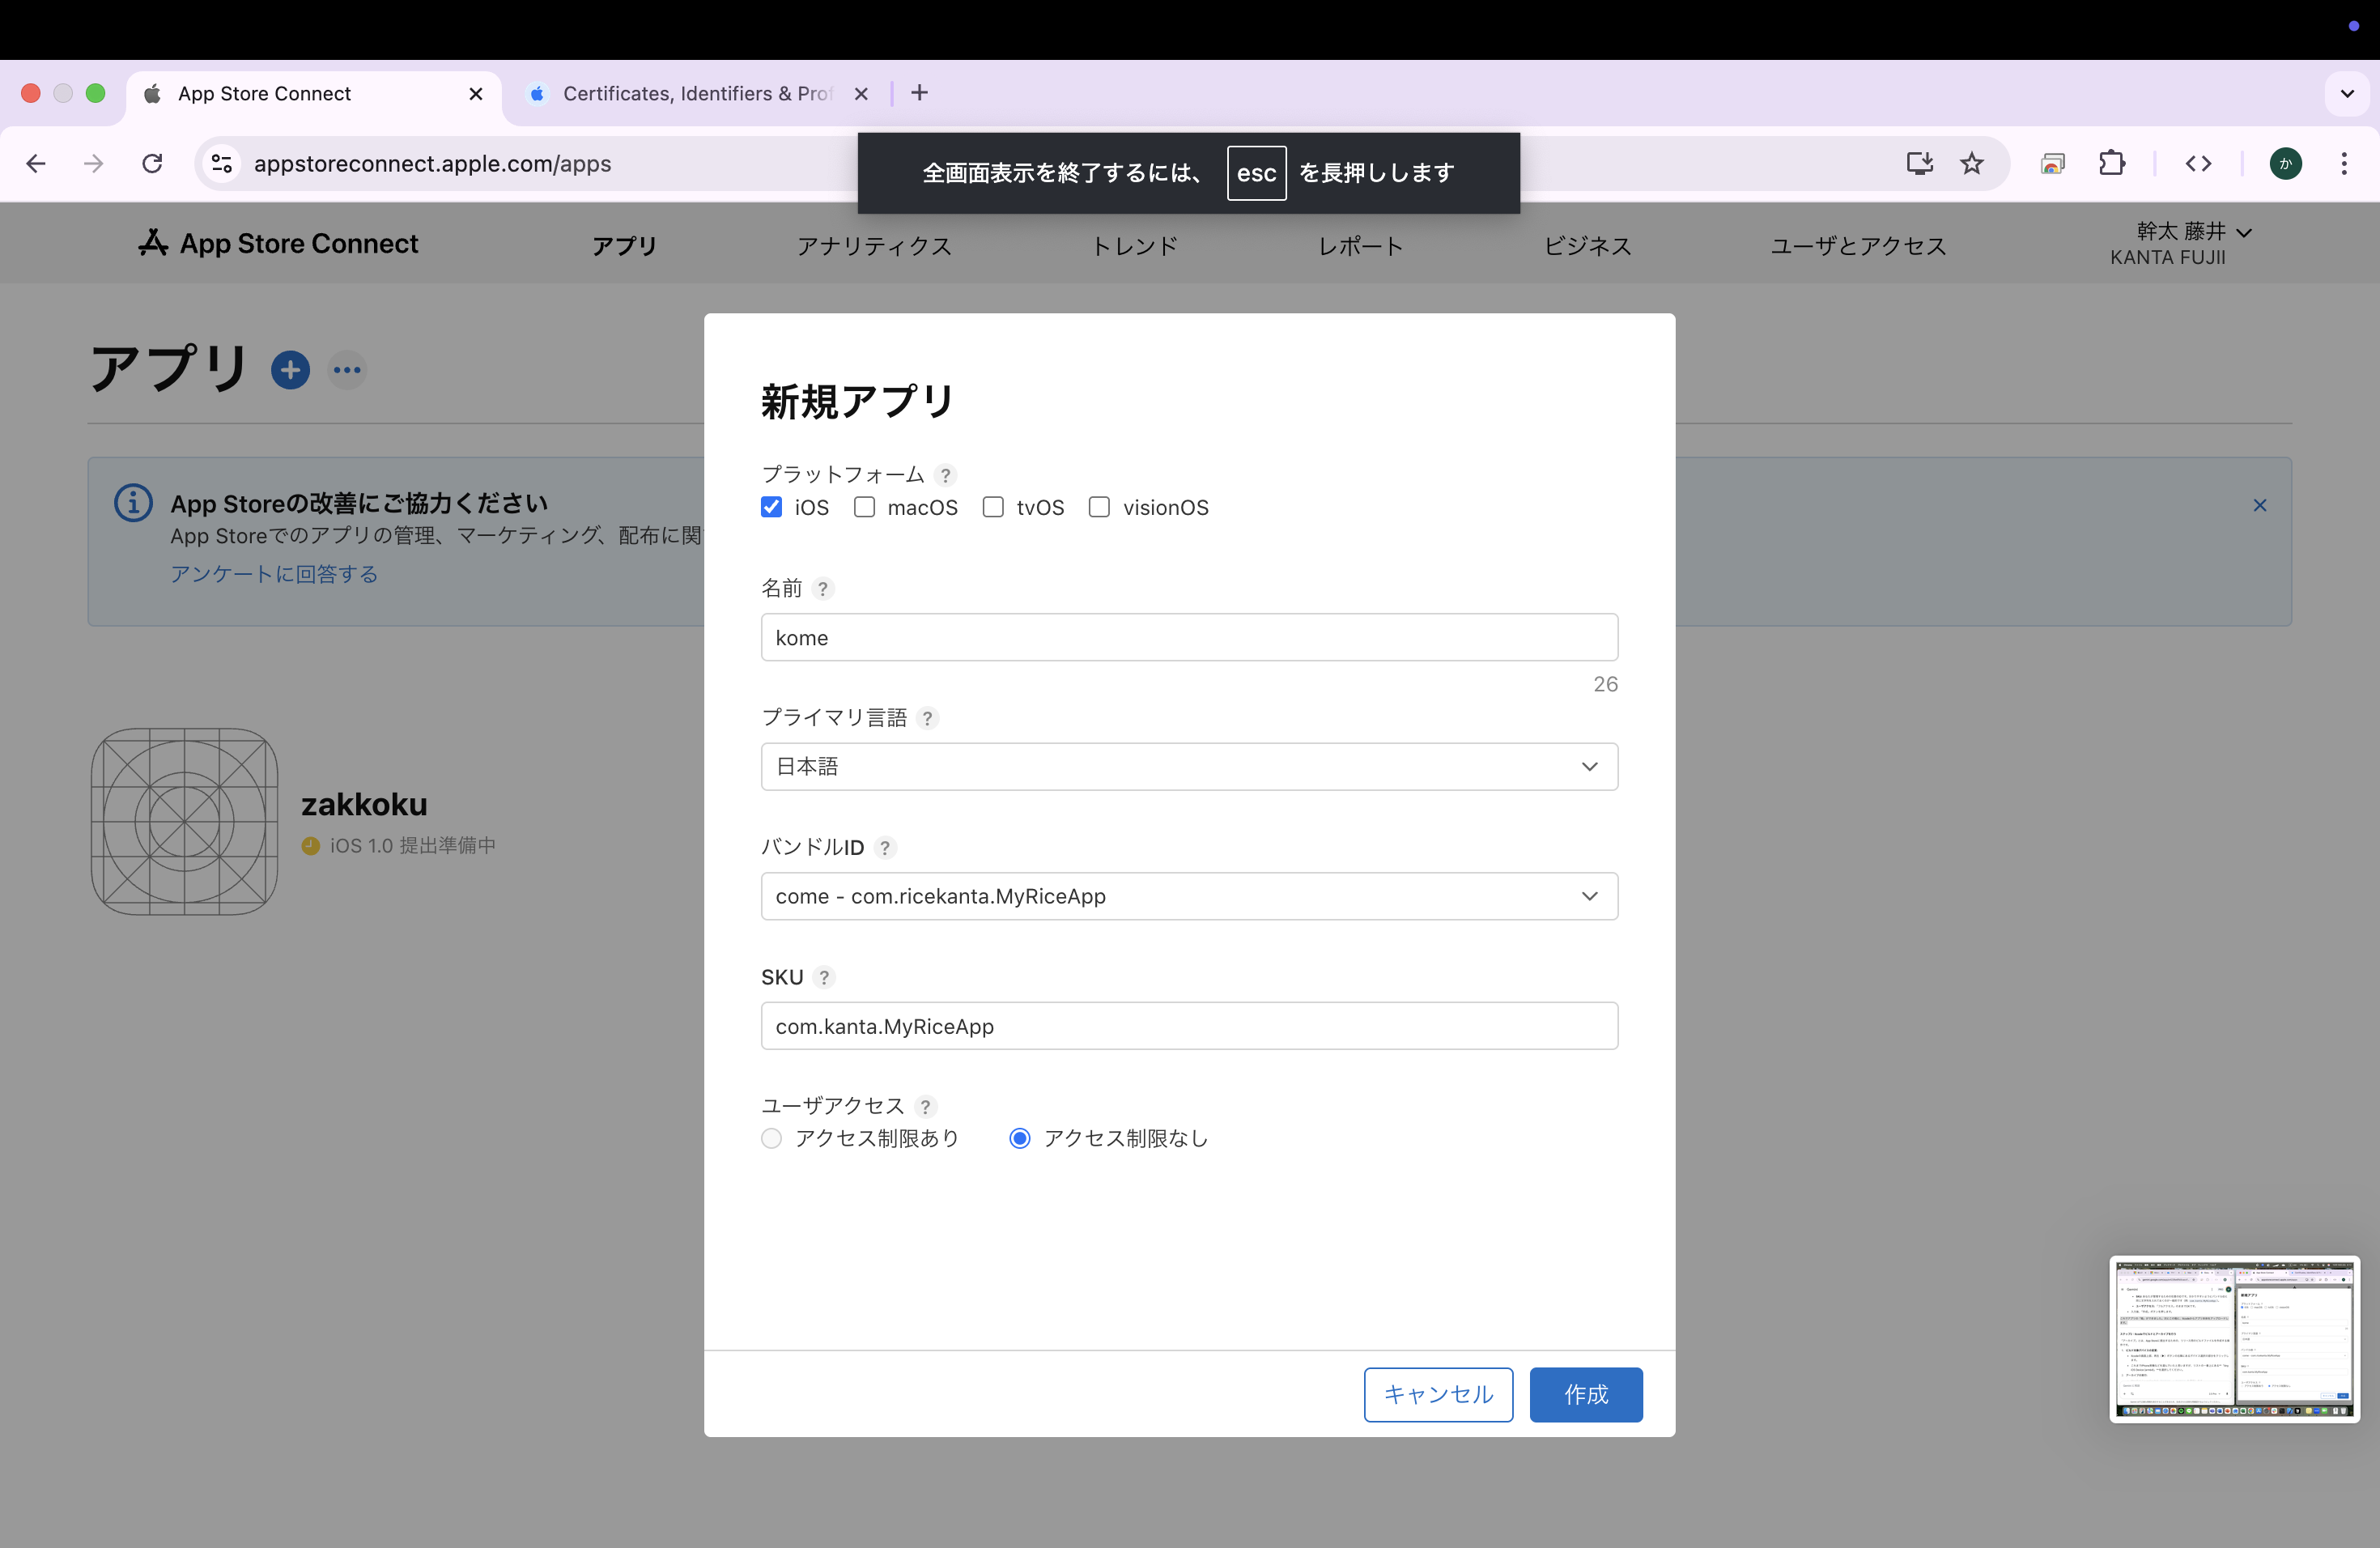 App Store Connect
Certificates, Identifiers & Prof
appstoreconnect.apple.com/apps
全画面表示を終了するには、 esc を長押しします
か
App Store Connect
アプリ
アナリティクス
トレンド
レポート
ビジネス
ユーザとアクセス
幹太 藤井
KANTA FUJII
アプリ
App Storeの改善にご協力ください
App Storeでのアプリの管理、マーケティング、配布に関
アンケートに回答する
zakkoku
iOS 1.0 提出準備中
新規アプリ
プラットフォーム ?
iOS macOS tvOS visionOS
名前 ?
kome
26
プライマリ言語 ?
日本語
バンドルID ?
come - com.ricekanta.MyRiceApp
SKU ?
com.kanta.MyRiceApp
ユーザアクセス ?
アクセス制限あり アクセス制限なし
キャンセル 作成